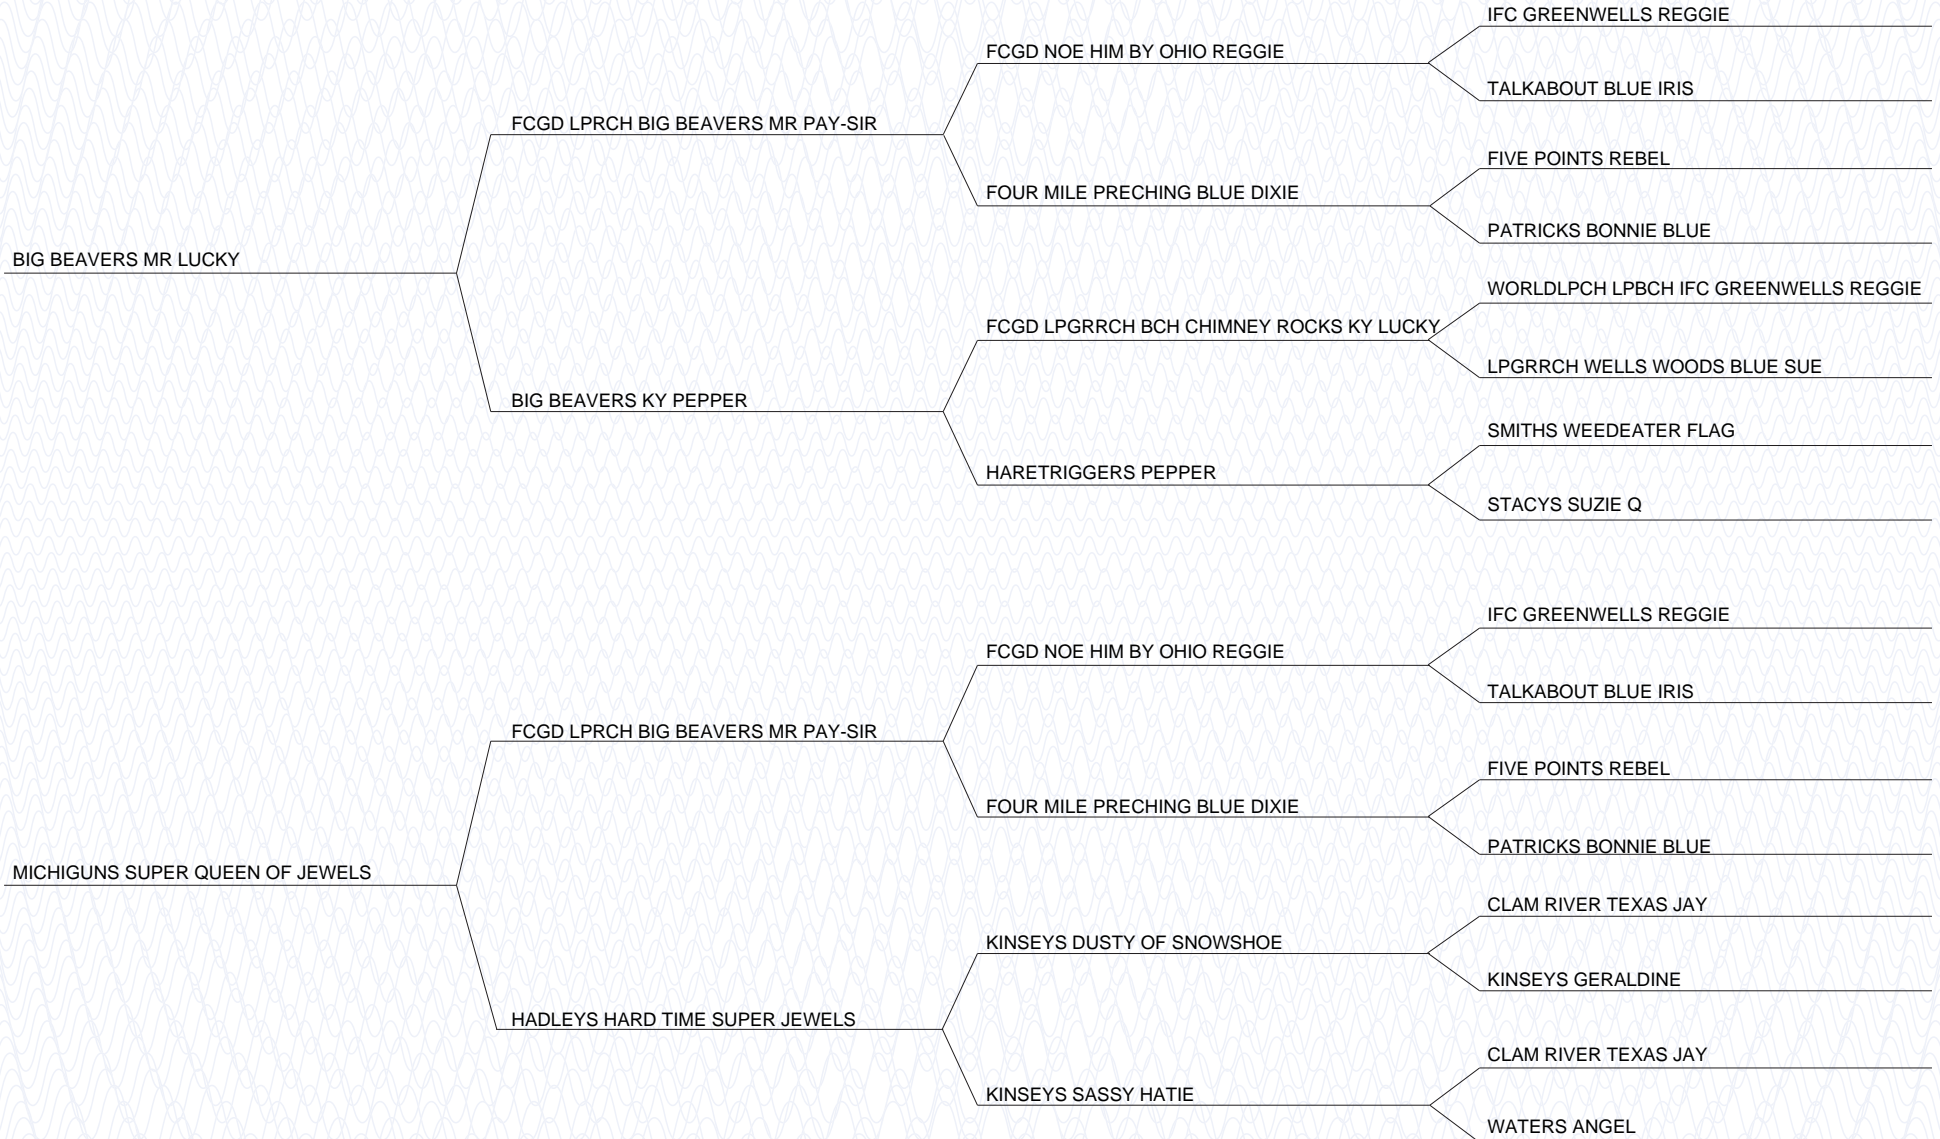 IFC GREENWELLS REGGIE
FCGD NOE HIM BY OHIO REGGIE
TALKABOUT BLUE IRIS
FCGD LPRCH BIG BEAVERS MR PAY-SIR
FIVE POINTS REBEL
FOUR MILE PRECHING BLUE DIXIE
PATRICKS BONNIE BLUE
BIG BEAVERS MR LUCKY
WORLDLPCH LPBCH IFC GREENWELLS REGGIE
FCGD LPGRRCH BCH CHIMNEY ROCKS KY LUCKY
LPGRRCH WELLS WOODS BLUE SUE
BIG BEAVERS KY PEPPER
SMITHS WEEDEATER FLAG
HARETRIGGERS PEPPER
STACYS SUZIE Q
IFC GREENWELLS REGGIE
FCGD NOE HIM BY OHIO REGGIE
TALKABOUT BLUE IRIS
FCGD LPRCH BIG BEAVERS MR PAY-SIR
FIVE POINTS REBEL
FOUR MILE PRECHING BLUE DIXIE
PATRICKS BONNIE BLUE
MICHIGUNS SUPER QUEEN OF JEWELS
CLAM RIVER TEXAS JAY
KINSEYS DUSTY OF SNOWSHOE
KINSEYS GERALDINE
HADLEYS HARD TIME SUPER JEWELS
CLAM RIVER TEXAS JAY
KINSEYS SASSY HATIE
WATERS ANGEL